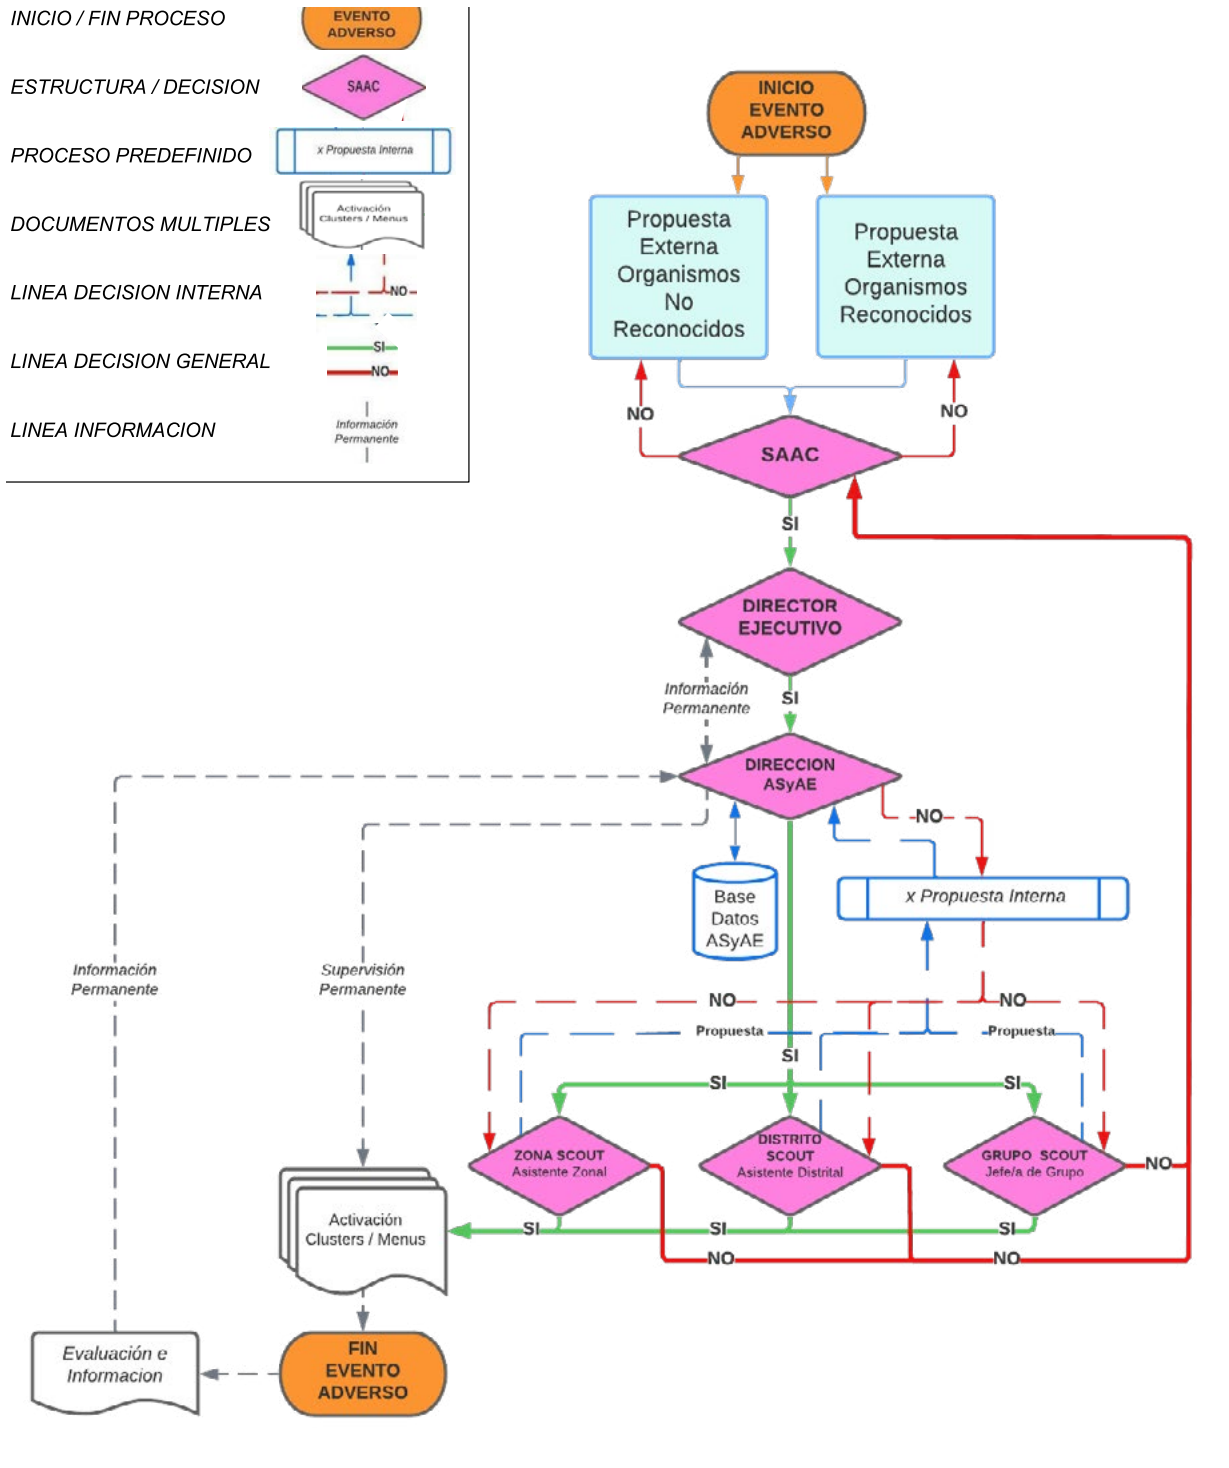 INICIO / FIN PROCESO
EVENTO
ADVERSO
ESTRUCTURA / DECISION
SAAC
PROCESO PREDEFINIDO
x Propuesta Interna
DOCUMENTOS MULTIPLES
Activación
Clusters / Menus
LINEA DECISION INTERNA
NO
LINEA DECISION GENERAL
SI
NO
LINEA INFORMACION
Información
Permanente
INICIO
EVENTO
ADVERSO
Propuesta
Externa
Organismos
No
Reconocidos
Propuesta
Externa
Organismos
Reconocidos
NO
NO
SAAC
SI
DIRECTOR
EJECUTIVO
Información
Permanente
SI
DIRECCION
ASyAE
NO
Base
Datos
ASyAE
x Propuesta Interna
Información
Permanente
Supervisión
Permanente
NO
NO
Propuesta
Propuesta
SI
SI
SI
ZONA SCOUT
Asistente Zonal
DISTRITO
SCOUT
Asistente Distrital
GRUPO SCOUT
Jefe/a de Grupo
NO
Activación
Clusters / Menus
SI
SI
SI
NO
NO
Evaluación e
Informacion
FIN
EVENTO
ADVERSO